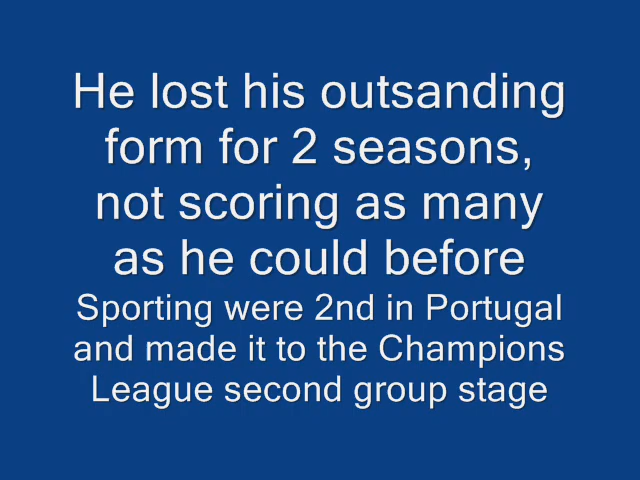 He lost his outsanding
form for 2 seasons,
not scoring as many
as he could before
Sporting were 2nd in Portugal
and made it to the Champions
League second group stage